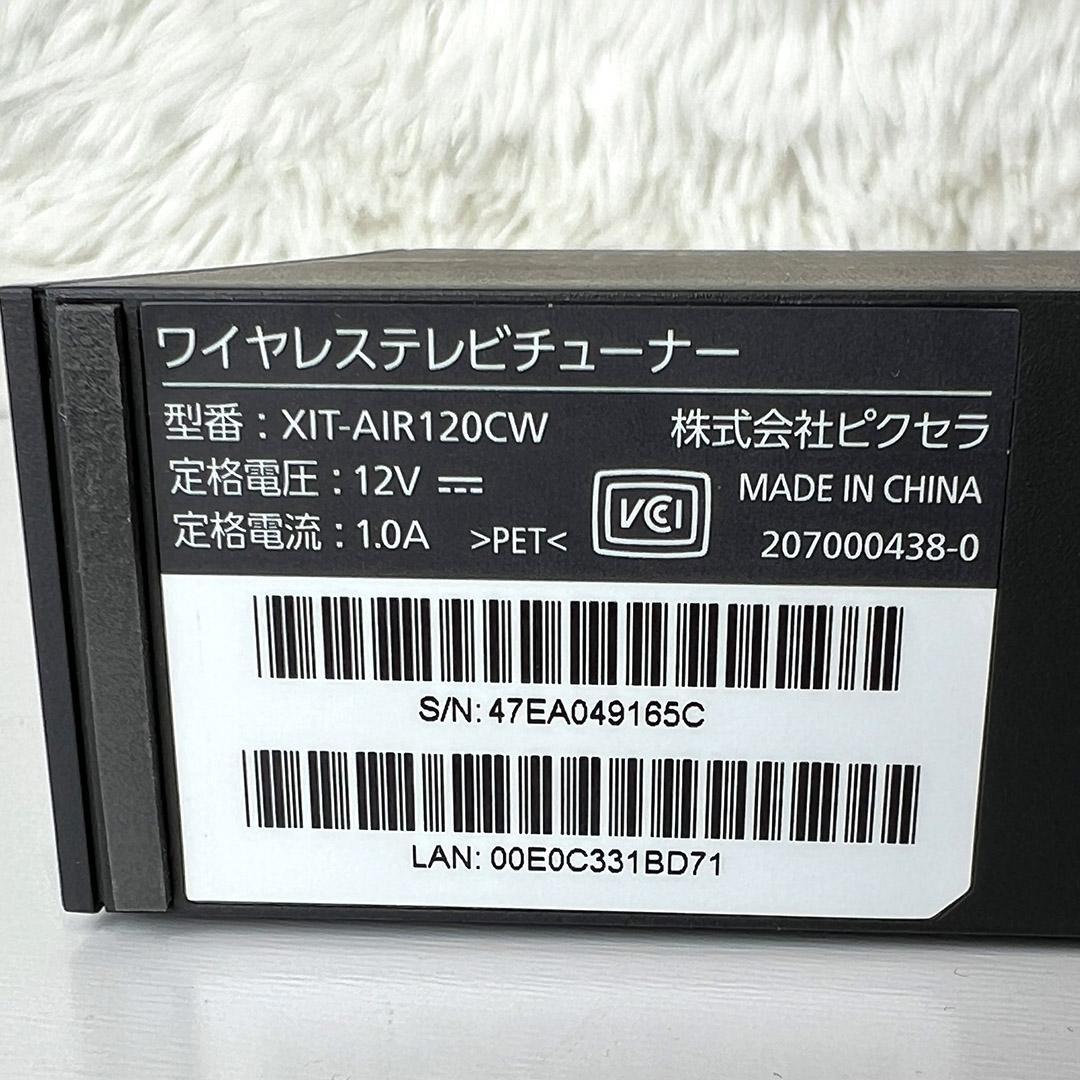 ワイヤレステレビチューナー
型番：XIT-AIR120CW
株式会社ピクセラ
定格電圧：12V
MADE IN CHINA
定格電流：1.0A
>PET<
VCCI
207000438-0
S/N: 47EA049165C
LAN: 00E0C331BD71